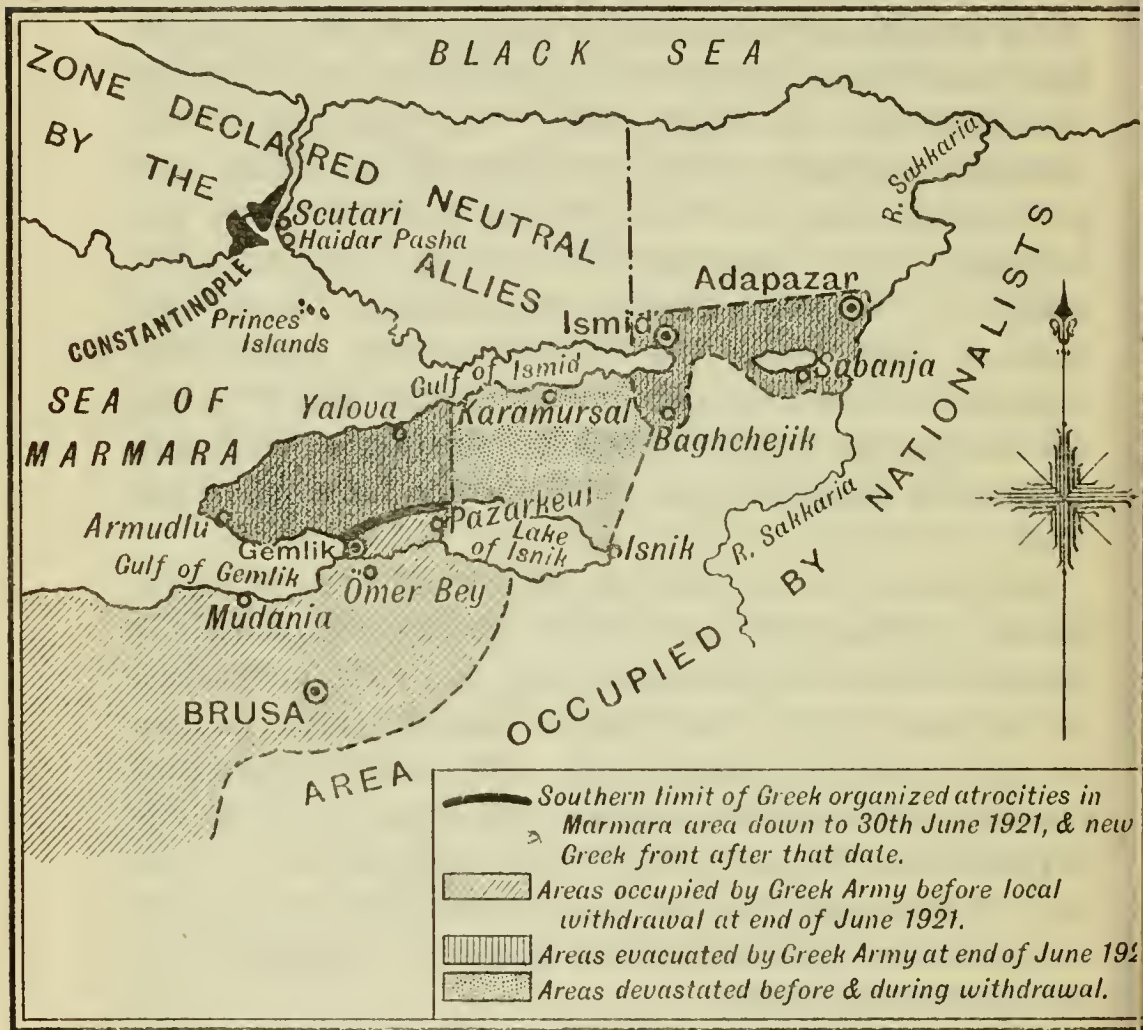 BLACK SEA
ZONE DECLARED NEUTRAL
BY THE ALLIES
Scutari
Haidar Pasha
CONSTANTINOPLE
Princes'
Islands
R. Sakkaria
Adapazar
Ismid
Gulf of Ismid
Sabanja
SEA OF
MARMARA
Yalova
Karamursal
Baghchejik
Armudlu
Pazarkeui
Gemlik
Lake
of Isnik
Isnik
Gulf of Gemlik
Ömer Bey
Mudania
R. Sakkaria
BRUSA
AREA OCCUPIED BY NATIONALISTS
Southern limit of Greek organized atrocities in
Marmara area down to 30th June 1921, & new
Greek front after that date.
Areas occupied by Greek Army before local
withdrawal at end of June 1921.
Areas evacuated by Greek Army at end of June 192
Areas devastated before & during withdrawal.